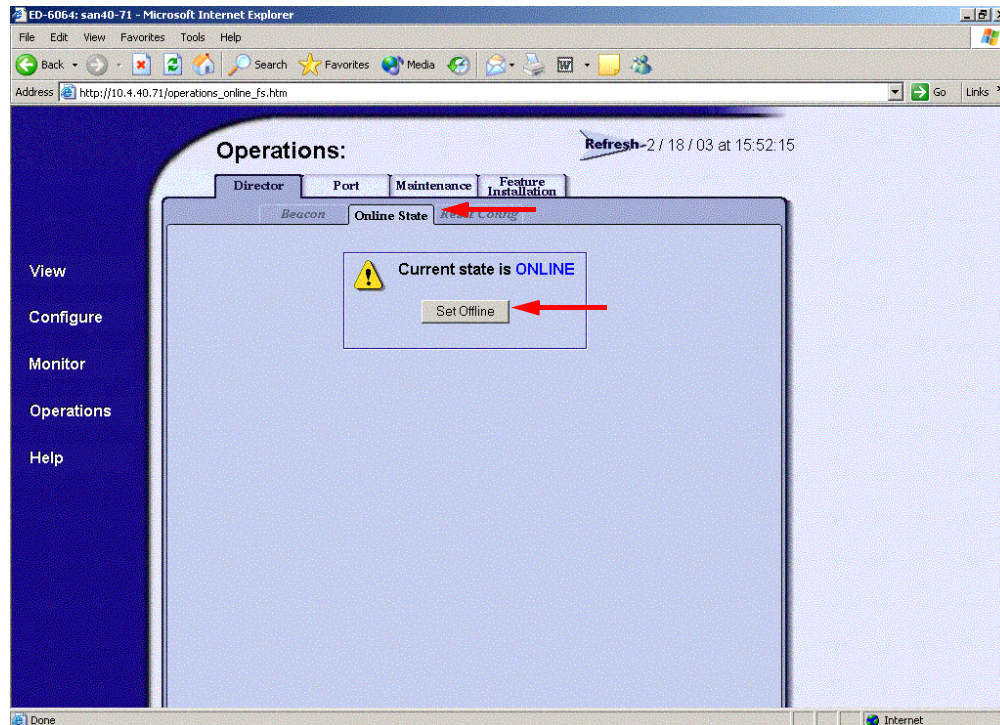 ED-6064: san40-71 - Microsoft Internet Explorer
File Edit View Favorites Tools Help
Back Search Favorites Media
Address http://10.4.40.71/operations_online_fs.htm Go Links
Operations:
Refresh-2 / 18 / 03 at 15:52:15
Director Port Maintenance Feature Installation
Beacon Online State Reset Config
Current state is ONLINE
Set Offline
View
Configure
Monitor
Operations
Help
Done Internet